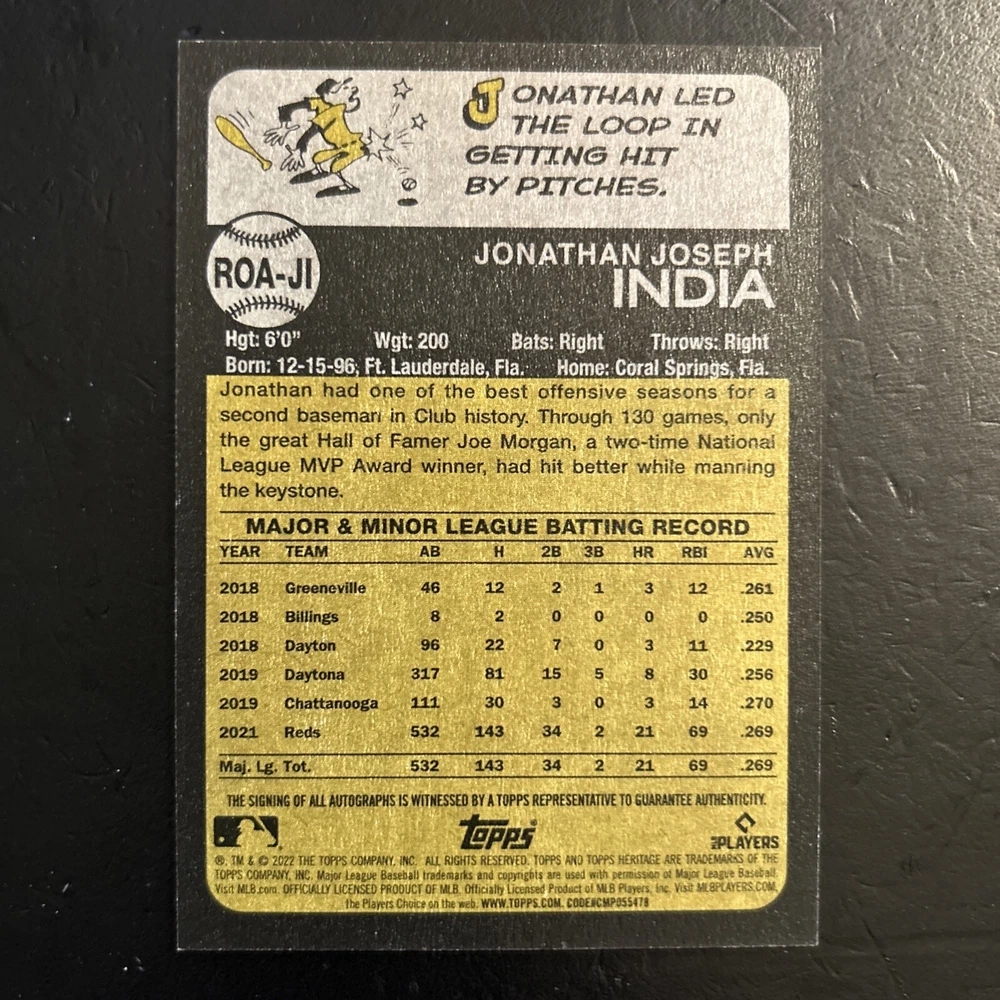 JONATHAN LED
THE LOOP IN
GETTING HIT
BY PITCHES.
ROA-JI
JONATHAN JOSEPH
INDIA
Hgt: 6'0" Wgt: 200 Bats: Right Throws: Right
Born: 12-15-96, Ft. Lauderdale, Fla. Home: Coral Springs, Fla.
Jonathan had one of the best offensive seasons for a
second baseman in Club history. Through 130 games, only
the great Hall of Famer Joe Morgan, a two-time National
League MVP Award winner, had hit better while manning
the keystone.
MAJOR & MINOR LEAGUE BATTING RECORD
YEAR TEAM AB H 2B 3B HR RBI AVG
2018 Greeneville 46 12 2 1 3 12 .261
2018 Billings 8 2 0 0 0 0 .250
2018 Dayton 96 22 7 0 3 11 .229
2019 Daytona 317 81 15 5 8 30 .256
2019 Chattanooga 111 30 3 0 3 14 .270
2021 Reds 532 143 34 2 21 69 .269
Maj. Lg. Tot. 532 143 34 2 21 69 .269
THE SIGNING OF ALL AUTOGRAPHS IS WITNESSED BY A TOPPS REPRESENTATIVE TO GUARANTEE AUTHENTICITY.
topps MLBPLAYERS
®, TM & © 2022 THE TOPPS COMPANY, INC. ALL RIGHTS RESERVED. TOPPS AND TOPPS HERITAGE ARE TRADEMARKS OF THE
TOPPS COMPANY, INC. Major League Baseball trademarks and copyrights are used with permission of Major League Baseball.
Visit MLB.com. OFFICIALLY LICENSED PRODUCT OF MLB Players, Inc. Visit MLBPLAYERS.COM,
the Players Choice on the web. WWW.TOPPS.COM. CODE#CMP055478